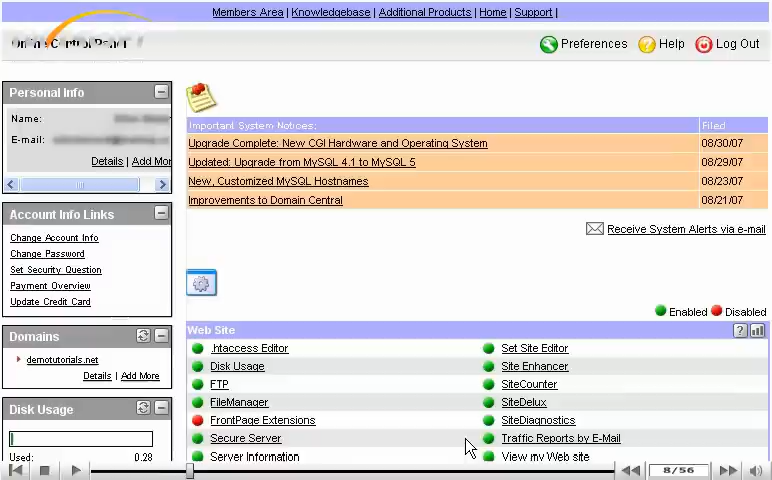 Members Area | Knowledgebase | Additional Products | Home | Support |
Preferences Help Log Out
Personal Info
Name:
E-mail:
Details | Add Mor
Account Info Links
Change Account Info
Change Password
Set Security Question
Payment Overview
Update Credit Card
Domains
demotutorials.net
Details | Add More
Disk Usage
Used: 0.28
Important System Notices: Filed
Upgrade Complete: New CGI Hardware and Operating System 08/30/07
Updated: Upgrade from MySQL 4.1 to MySQL 5 08/29/07
New, Customized MySQL Hostnames 08/23/07
Improvements to Domain Central 08/21/07
Receive System Alerts via e-mail
Enabled Disabled
Web Site
.htaccess Editor Set Site Editor
Disk Usage Site Enhancer
FTP SiteCounter
FileManager SiteDelux
FrontPage Extensions SiteDiagnostics
Secure Server Traffic Reports by E-Mail
Server Information View my Web site
8/56